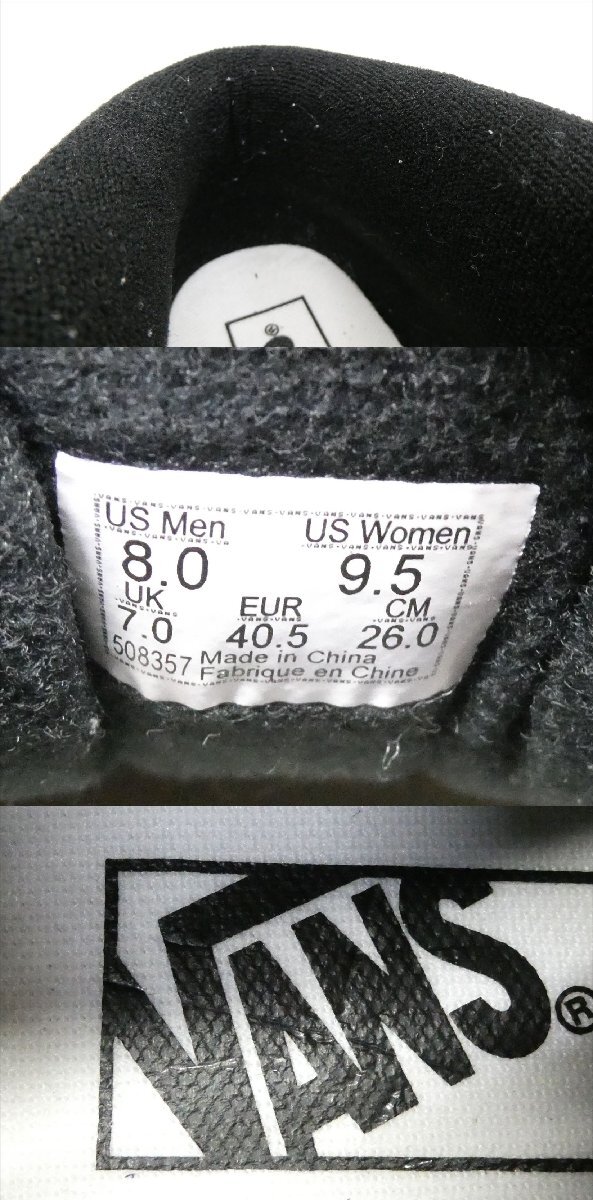 US Men US Women
8.0 9.5
UK EUR CM
7.0 40.5 26.0
508357 Made in China
Fabrique en Chine
VANS®